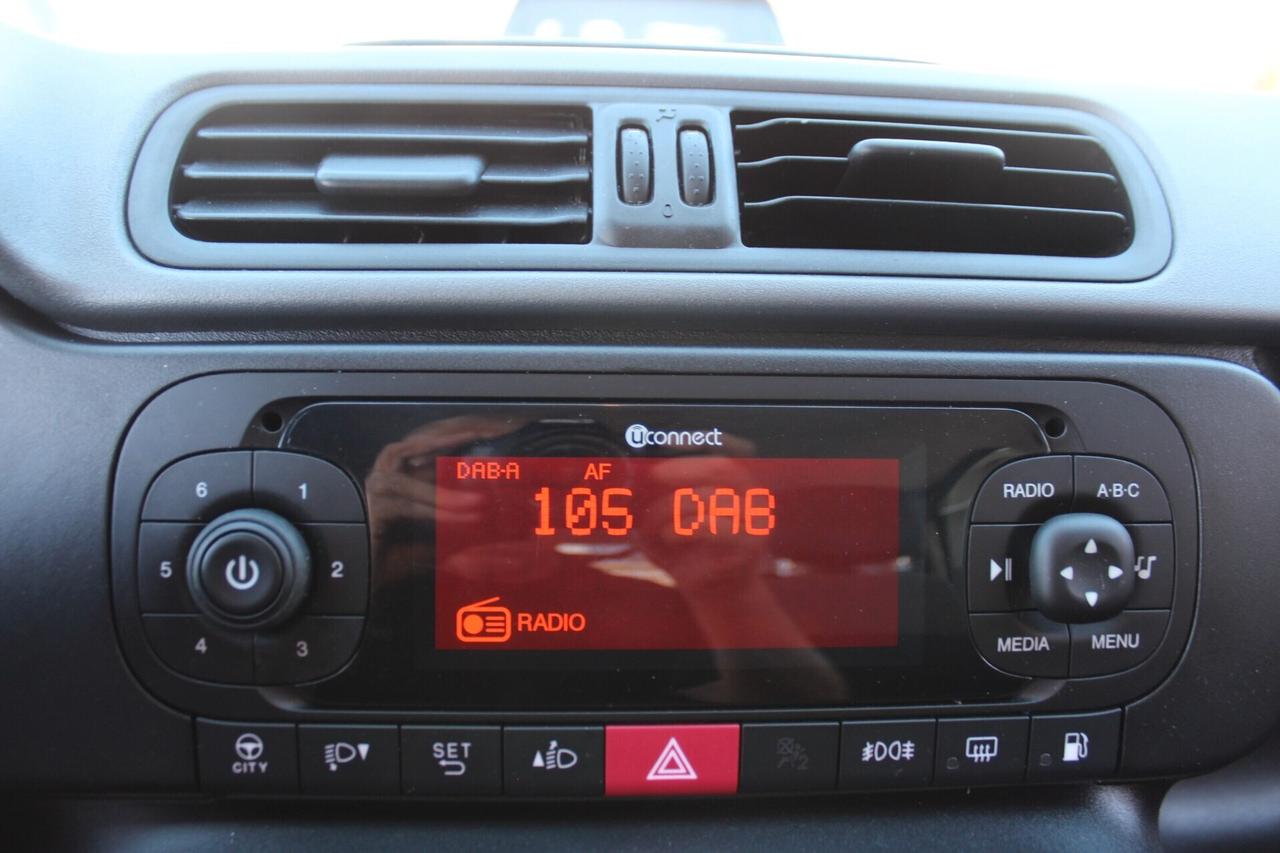 uconnect
DAB-A AF
105 DAB
RADIO
6 1
5 2
4 3
RADIO A·B·C
MEDIA MENU
CITY
SET